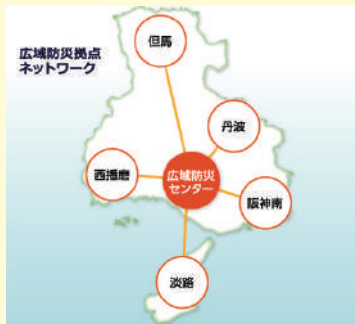 広域防災拠点
ネットワーク
但馬
丹波
西播磨
広域防災
センター
阪神南
淡路